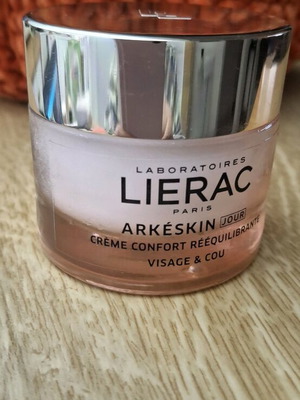 LABORATOIRES
LIERAC
PARIS
ARKÉSKIN JOUR
CRÈME CONFORT RÉÉQUILIBRANTE
VISAGE & COU